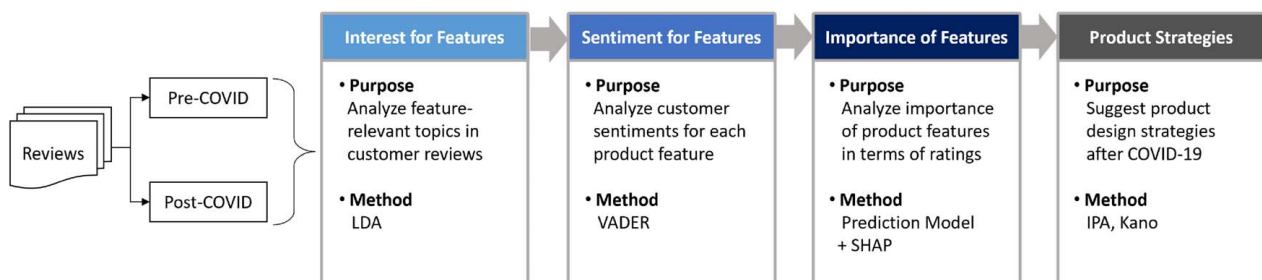 Reviews
Pre-COVID
Post-COVID
Interest for Features
• Purpose
Analyze feature-
relevant topics in
customer reviews
• Method
LDA
Sentiment for Features
• Purpose
Analyze customer
sentiments for each
product feature
• Method
VADER
Importance of Features
• Purpose
Analyze importance
of product features
in terms of ratings
• Method
Prediction Model
+ SHAP
Product Strategies
• Purpose
Suggest product
design strategies
after COVID-19
• Method
IPA, Kano